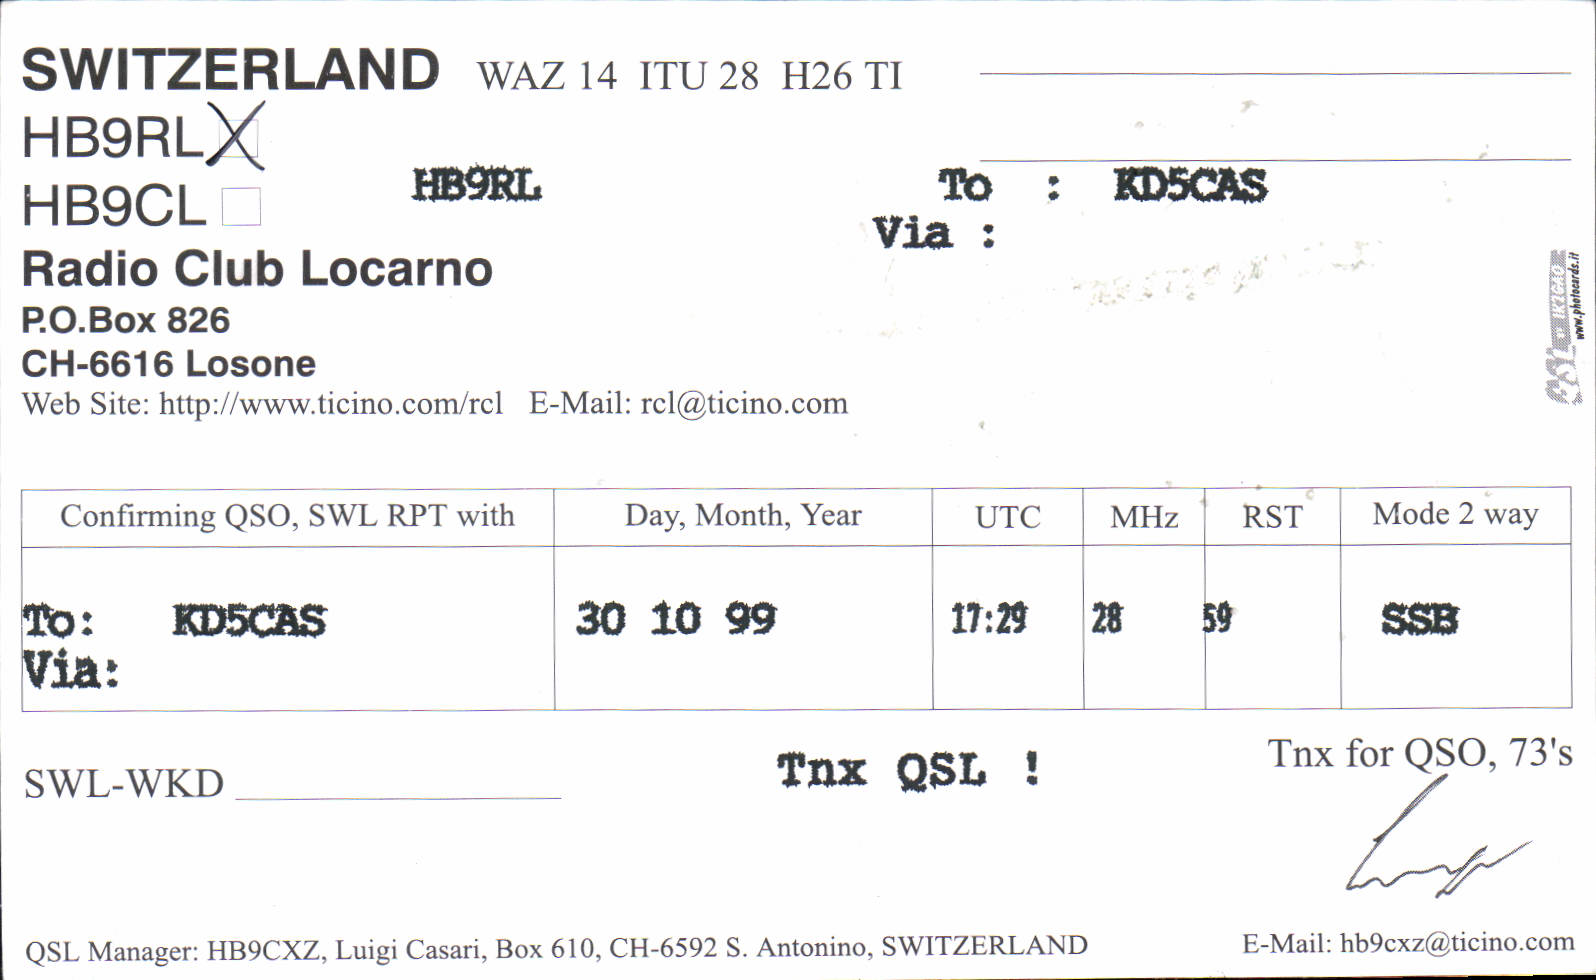 SWITZERLAND WAZ 14 ITU 28 H26 TI
HB9RL
HB9CL
HB9RL
To : KD5CAS
Via :
Radio Club Locarno
P.O.Box 826
CH-6616 Losone
Web Site: http://www.ticino.com/rcl E-Mail: rcl@ticino.com
QSL - IK2CAO
www.photocards.it
Confirming QSO, SWL RPT with Day, Month, Year UTC MHz RST Mode 2 way
To: KD5CAS 30 10 99 17:29 28 59 SSB
Via:
SWL-WKD
Tnx QSL !
Tnx for QSO, 73's
QSL Manager: HB9CXZ, Luigi Casari, Box 610, CH-6592 S. Antonino, SWITZERLAND E-Mail: hb9cxz@ticino.com